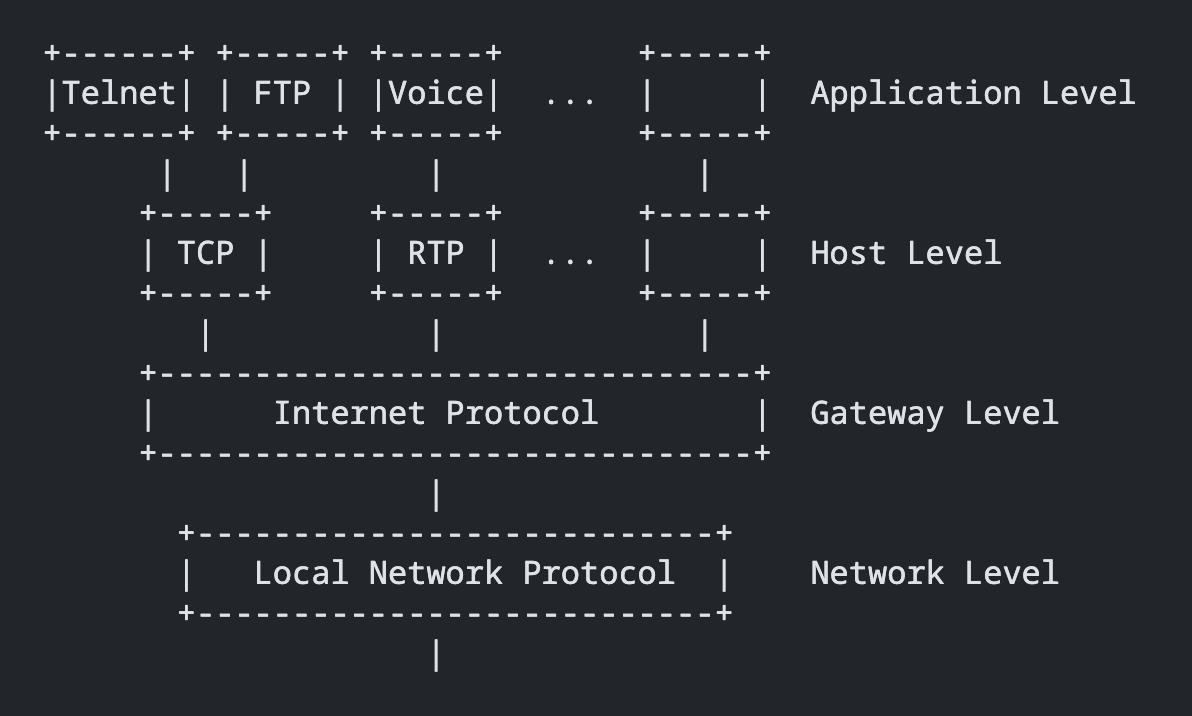 +------+ +-----+ +-----+       +-----+
|Telnet| | FTP | |Voice|  ...  |     |  Application Level
+------+ +-----+ +-----+       +-----+
      |   |         |             |
     +-----+     +-----+       +-----+
     | TCP |     | RTP |  ...  |     |  Host Level
     +-----+     +-----+       +-----+
        |           |             |
     +-------------------------------+
     |      Internet Protocol        |  Gateway Level
     +-------------------------------+
                    |
       +---------------------------+
       |   Local Network Protocol  |    Network Level
       +---------------------------+
                    |